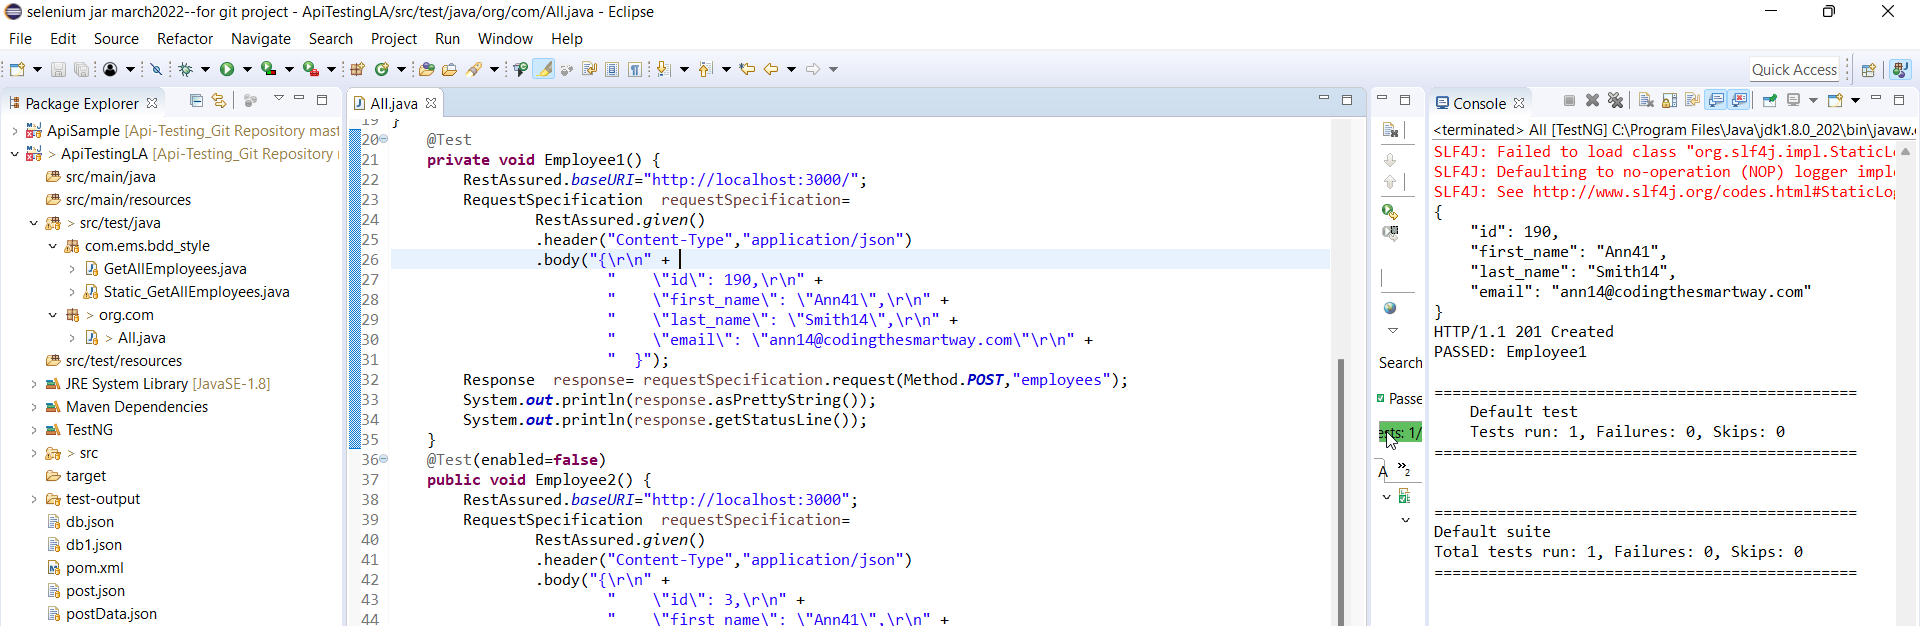 selenium jar march2022--for git project - ApiTestingLA/src/test/java/org/com/All.java - Eclipse
File Edit Source Refactor Navigate Search Project Run Window Help
Quick Access
Package Explorer
ApiSample [Api-Testing_Git Repository mast
> ApiTestingLA [Api-Testing_Git Repository
src/main/java
src/main/resources
> src/test/java
com.ems.bdd_style
GetAllEmployees.java
Static_GetAllEmployees.java
> org.com
> All.java
src/test/resources
JRE System Library [JavaSE-1.8]
Maven Dependencies
TestNG
> src
target
test-output
db.json
db1.json
pom.xml
post.json
postData.json
All.java
19 }
20 @Test
21 private void Employee1() {
22 RestAssured.baseURI="http://localhost:3000/";
23 RequestSpecification requestSpecification=
24 RestAssured.given()
25 .header("Content-Type","application/json")
26 .body("{\r\n" +
27 " \"id\": 190,\r\n" +
28 " \"first_name\": \"Ann41\",\r\n" +
29 " \"last_name\": \"Smith14\",\r\n" +
30 " \"email\": \"ann14@codingthesmartway.com\"\r\n" +
31 " }");
32 Response response= requestSpecification.request(Method.POST,"employees");
33 System.out.println(response.asPrettyString());
34 System.out.println(response.getStatusLine());
35 }
36 @Test(enabled=false)
37 public void Employee2() {
38 RestAssured.baseURI="http://localhost:3000";
39 RequestSpecification requestSpecification=
40 RestAssured.given()
41 .header("Content-Type","application/json")
42 .body("{\r\n" +
43 " \"id\": 3,\r\n" +
44 " \"first_name\": \"Ann41\",\r\n" +
Search
Passe
ests: 1/
A »2
Console
<terminated> All [TestNG] C:\Program Files\Java\jdk1.8.0_202\bin\javaw.
SLF4J: Failed to load class "org.slf4j.impl.StaticL
SLF4J: Defaulting to no-operation (NOP) logger impl
SLF4J: See http://www.slf4j.org/codes.html#StaticLo
{
"id": 190,
"first_name": "Ann41",
"last_name": "Smith14",
"email": "ann14@codingthesmartway.com"
}
HTTP/1.1 201 Created
PASSED: Employee1
===============================================
Default test
Tests run: 1, Failures: 0, Skips: 0
===============================================
===============================================
Default suite
Total tests run: 1, Failures: 0, Skips: 0
===============================================